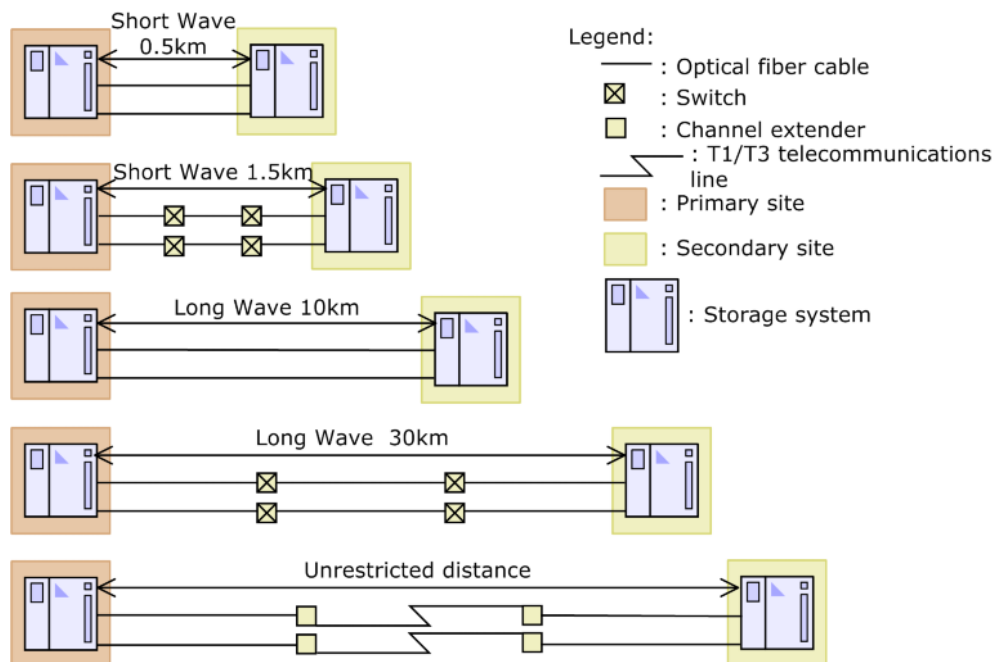 Short Wave
0.5km
Short Wave 1.5km
Long Wave 10km
Long Wave  30km
Unrestricted distance
Legend:
: Optical fiber cable
: Switch
: Channel extender
: T1/T3 telecommunications
line
: Primary site
: Secondary site
: Storage system